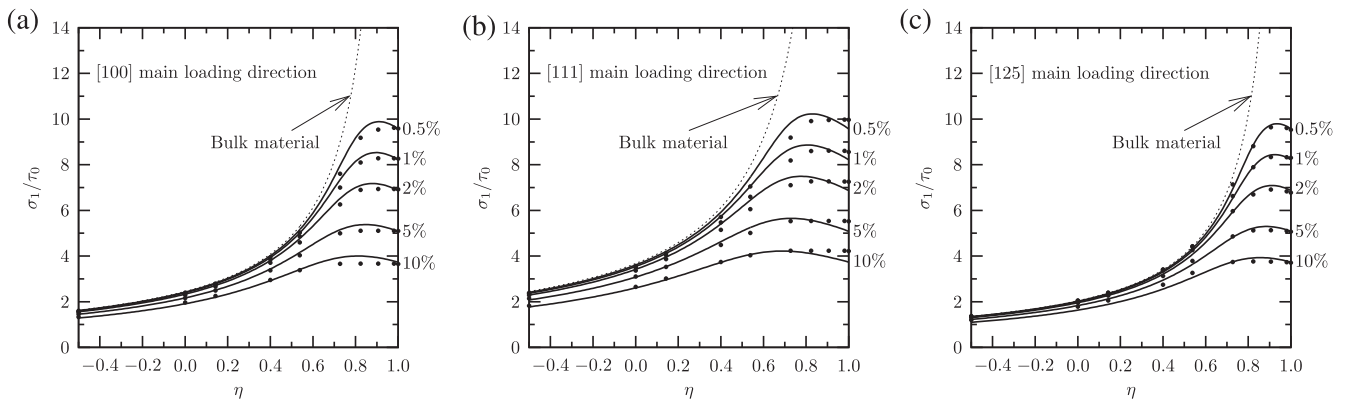 (a)
14
12
10
8
6
4
2
0
σ₁/τ₀
[100] main loading direction
Bulk material
0.5%
1%
2%
5%
10%
−0.4 −0.2 0.0 0.2 0.4 0.6 0.8 1.0
η
(b)
14
12
10
8
6
4
2
0
σ₁/τ₀
[111] main loading direction
Bulk material
0.5%
1%
2%
5%
10%
−0.4 −0.2 0.0 0.2 0.4 0.6 0.8 1.0
η
(c)
14
12
10
8
6
4
2
0
σ₁/τ₀
[125] main loading direction
Bulk material
0.5%
1%
2%
5%
10%
−0.4 −0.2 0.0 0.2 0.4 0.6 0.8 1.0
η